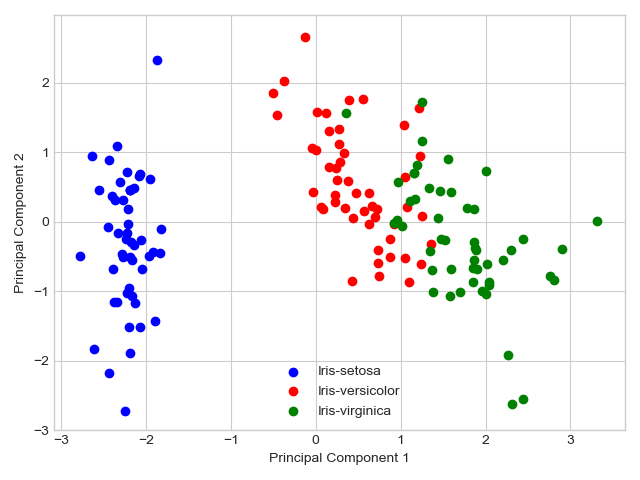 Principal Component 2
2
1
0
−1
−2
−3
−3
−2
−1
0
1
2
3
Principal Component 1
Iris-setosa
Iris-versicolor
Iris-virginica